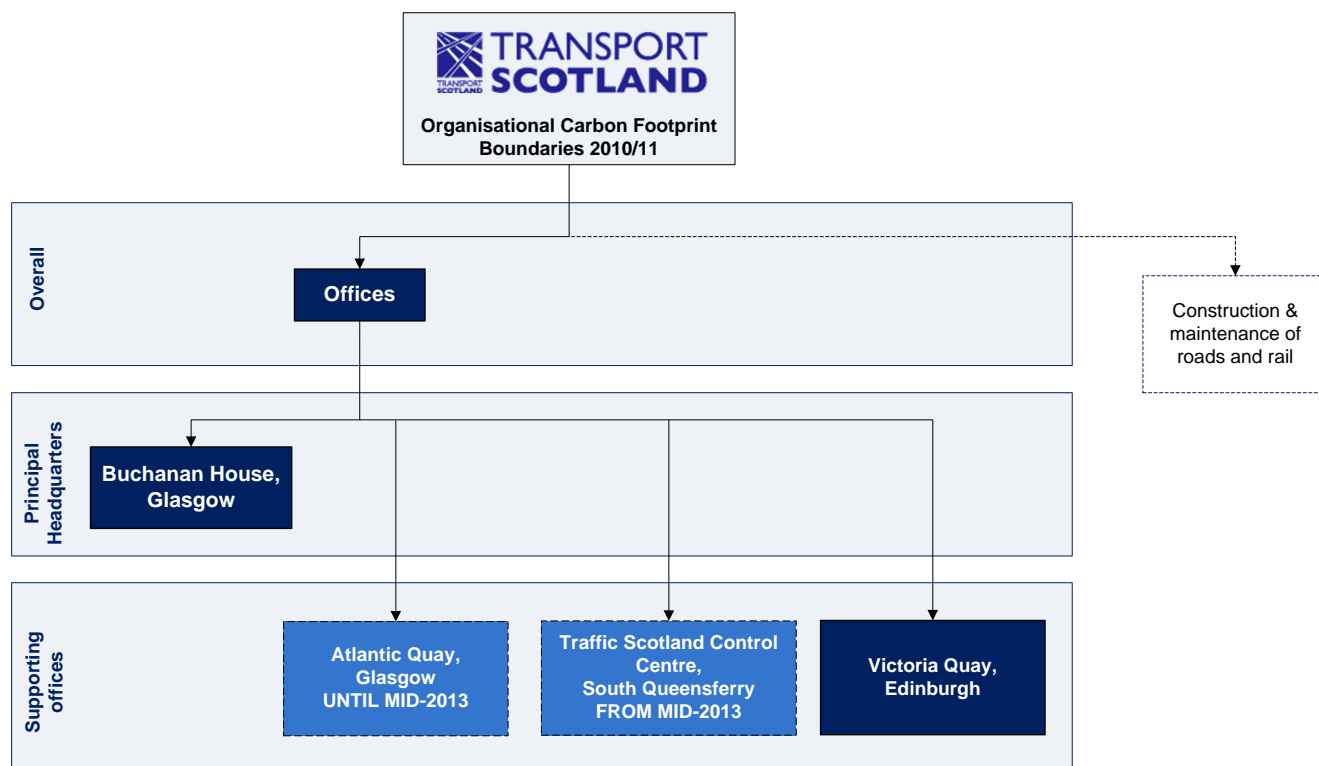 TRANSPORT
SCOTLAND
TRANSPORT
SCOTLAND
Organisational Carbon Footprint
Boundaries 2010/11
Overall
Offices
Construction &
maintenance of
roads and rail
Principal
Headquarters
Buchanan House,
Glasgow
Supporting
offices
Atlantic Quay,
Glasgow
UNTIL MID-2013
Traffic Scotland Control
Centre,
South Queensferry
FROM MID-2013
Victoria Quay,
Edinburgh